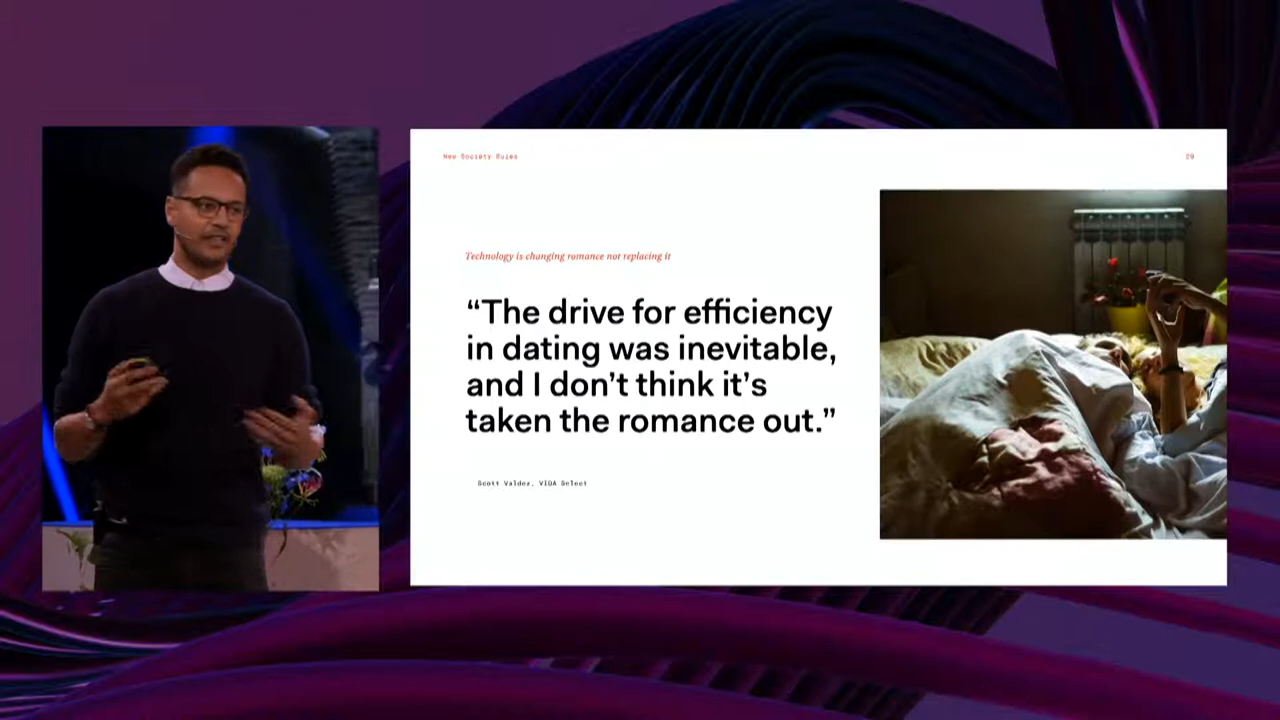 New Society Rules
29
Technology is changing romance not replacing it
“The drive for efficiency
in dating was inevitable,
and I don’t think it’s
taken the romance out.”
Scott Valdez, VIDA Select